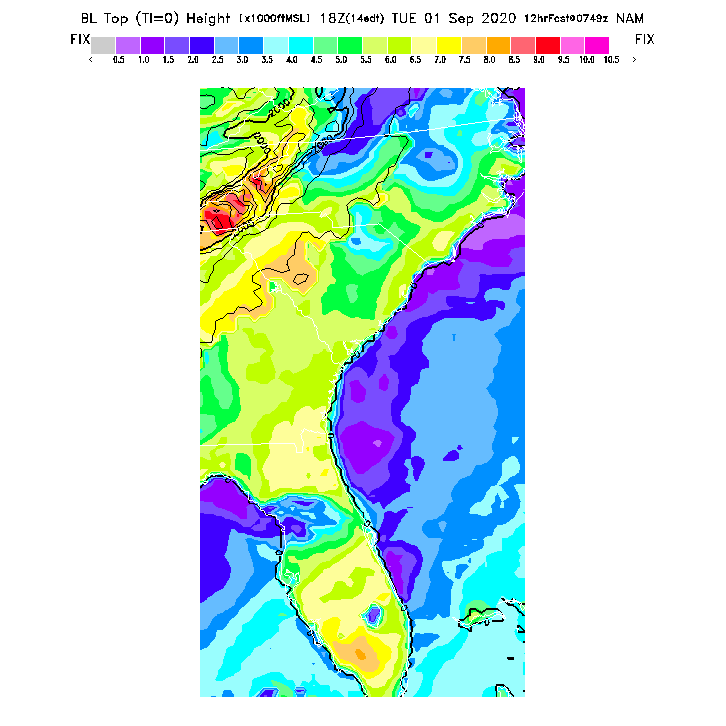 BL Top (TI=0) Height [x1000ftMSL] 18Z(14edt) TUE 01 Sep 2020 12hrFcst@0749z NAM
FIX FIX
< 0.5 1.0 1.5 2.0 2.5 3.0 3.5 4.0 4.5 5.0 5.5 6.0 6.5 7.0 7.5 8.0 8.5 9.0 9.5 10.0 10.5 >
2000
2000